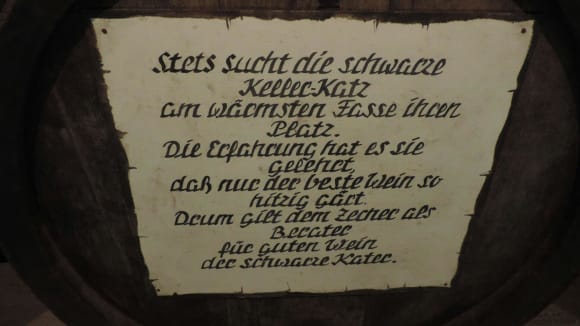 Stets sucht die schwarze
Keller-Katz
am wärmsten Fasse ihren
Platz.
Die Erfahrung hat es sie
gelehrt,
daß nur der beste Wein so
hitzig gärt.
Drum gilt dem Zecher als
Berater
für guten Wein
der schwarze Kater.